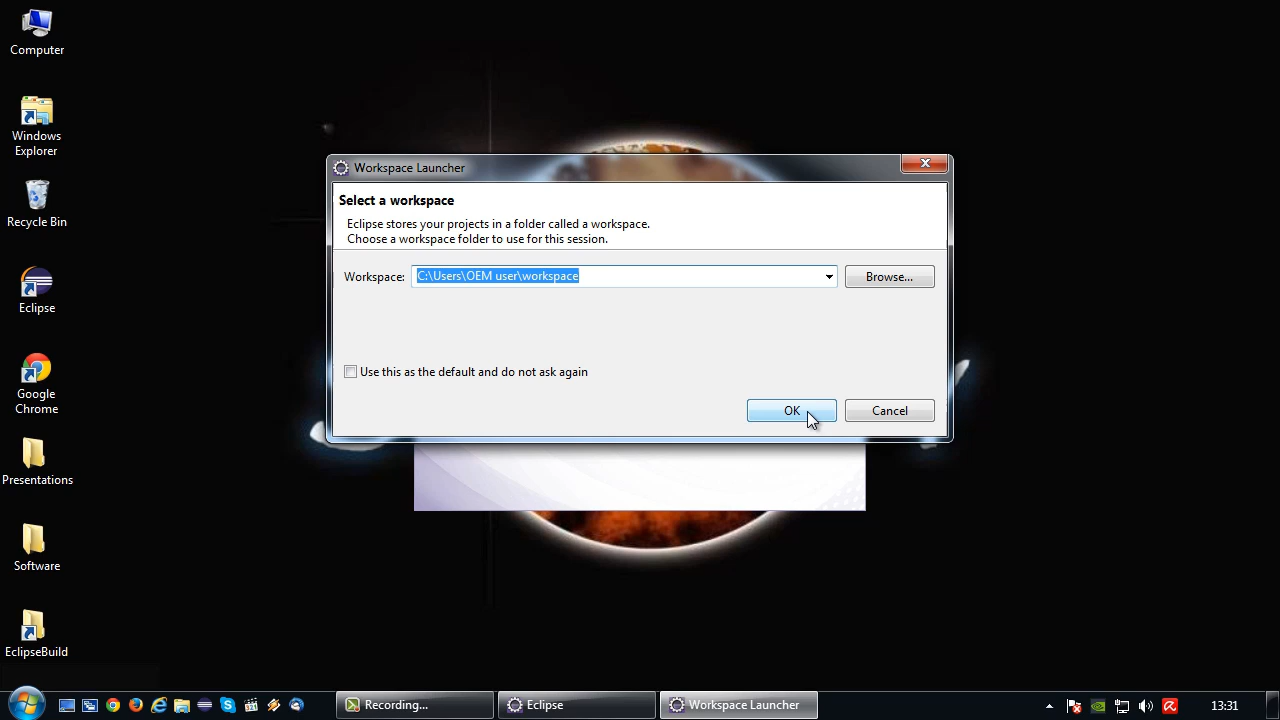 Computer
Windows
Explorer
Recycle Bin
Eclipse
Google
Chrome
Presentations
Software
EclipseBuild
Workspace Launcher
Select a workspace
Eclipse stores your projects in a folder called a workspace.
Choose a workspace folder to use for this session.
Workspace: C:\Users\OEM user\workspace Browse...
Use this as the default and do not ask again
OK Cancel
Recording... Eclipse Workspace Launcher 13:31